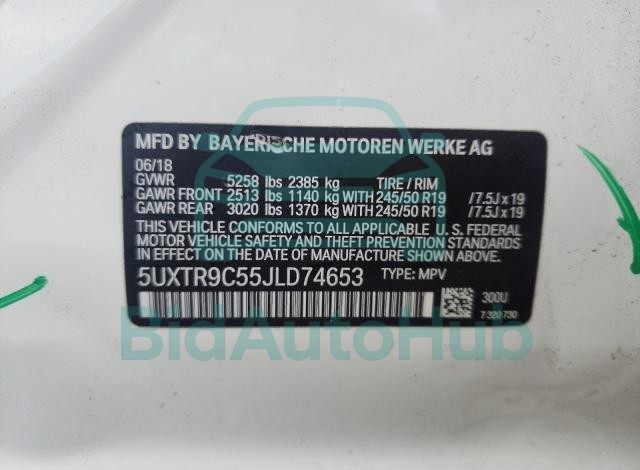 MFD BY BAYERISCHE MOTOREN WERKE AG
06/18
GVWR 5258 lbs 2385 kg TIRE / RIM
GAWR FRONT 2513 lbs 1140 kg WITH 245/50 R19 /7.5J x 19
GAWR REAR 3020 lbs 1370 kg WITH 245/50 R19 /7.5J x 19
THIS VEHICLE CONFORMS TO ALL APPLICABLE U. S. FEDERAL
MOTOR VEHICLE SAFETY, BUMPER, AND THEFT PREVENTION STANDARDS
IN EFFECT ON THE DATE OF MANUFACTURE SHOWN ABOVE.
5UXTR9C55JLD74653 TYPE: MPV
300U
7 320 730
BidAutoHub